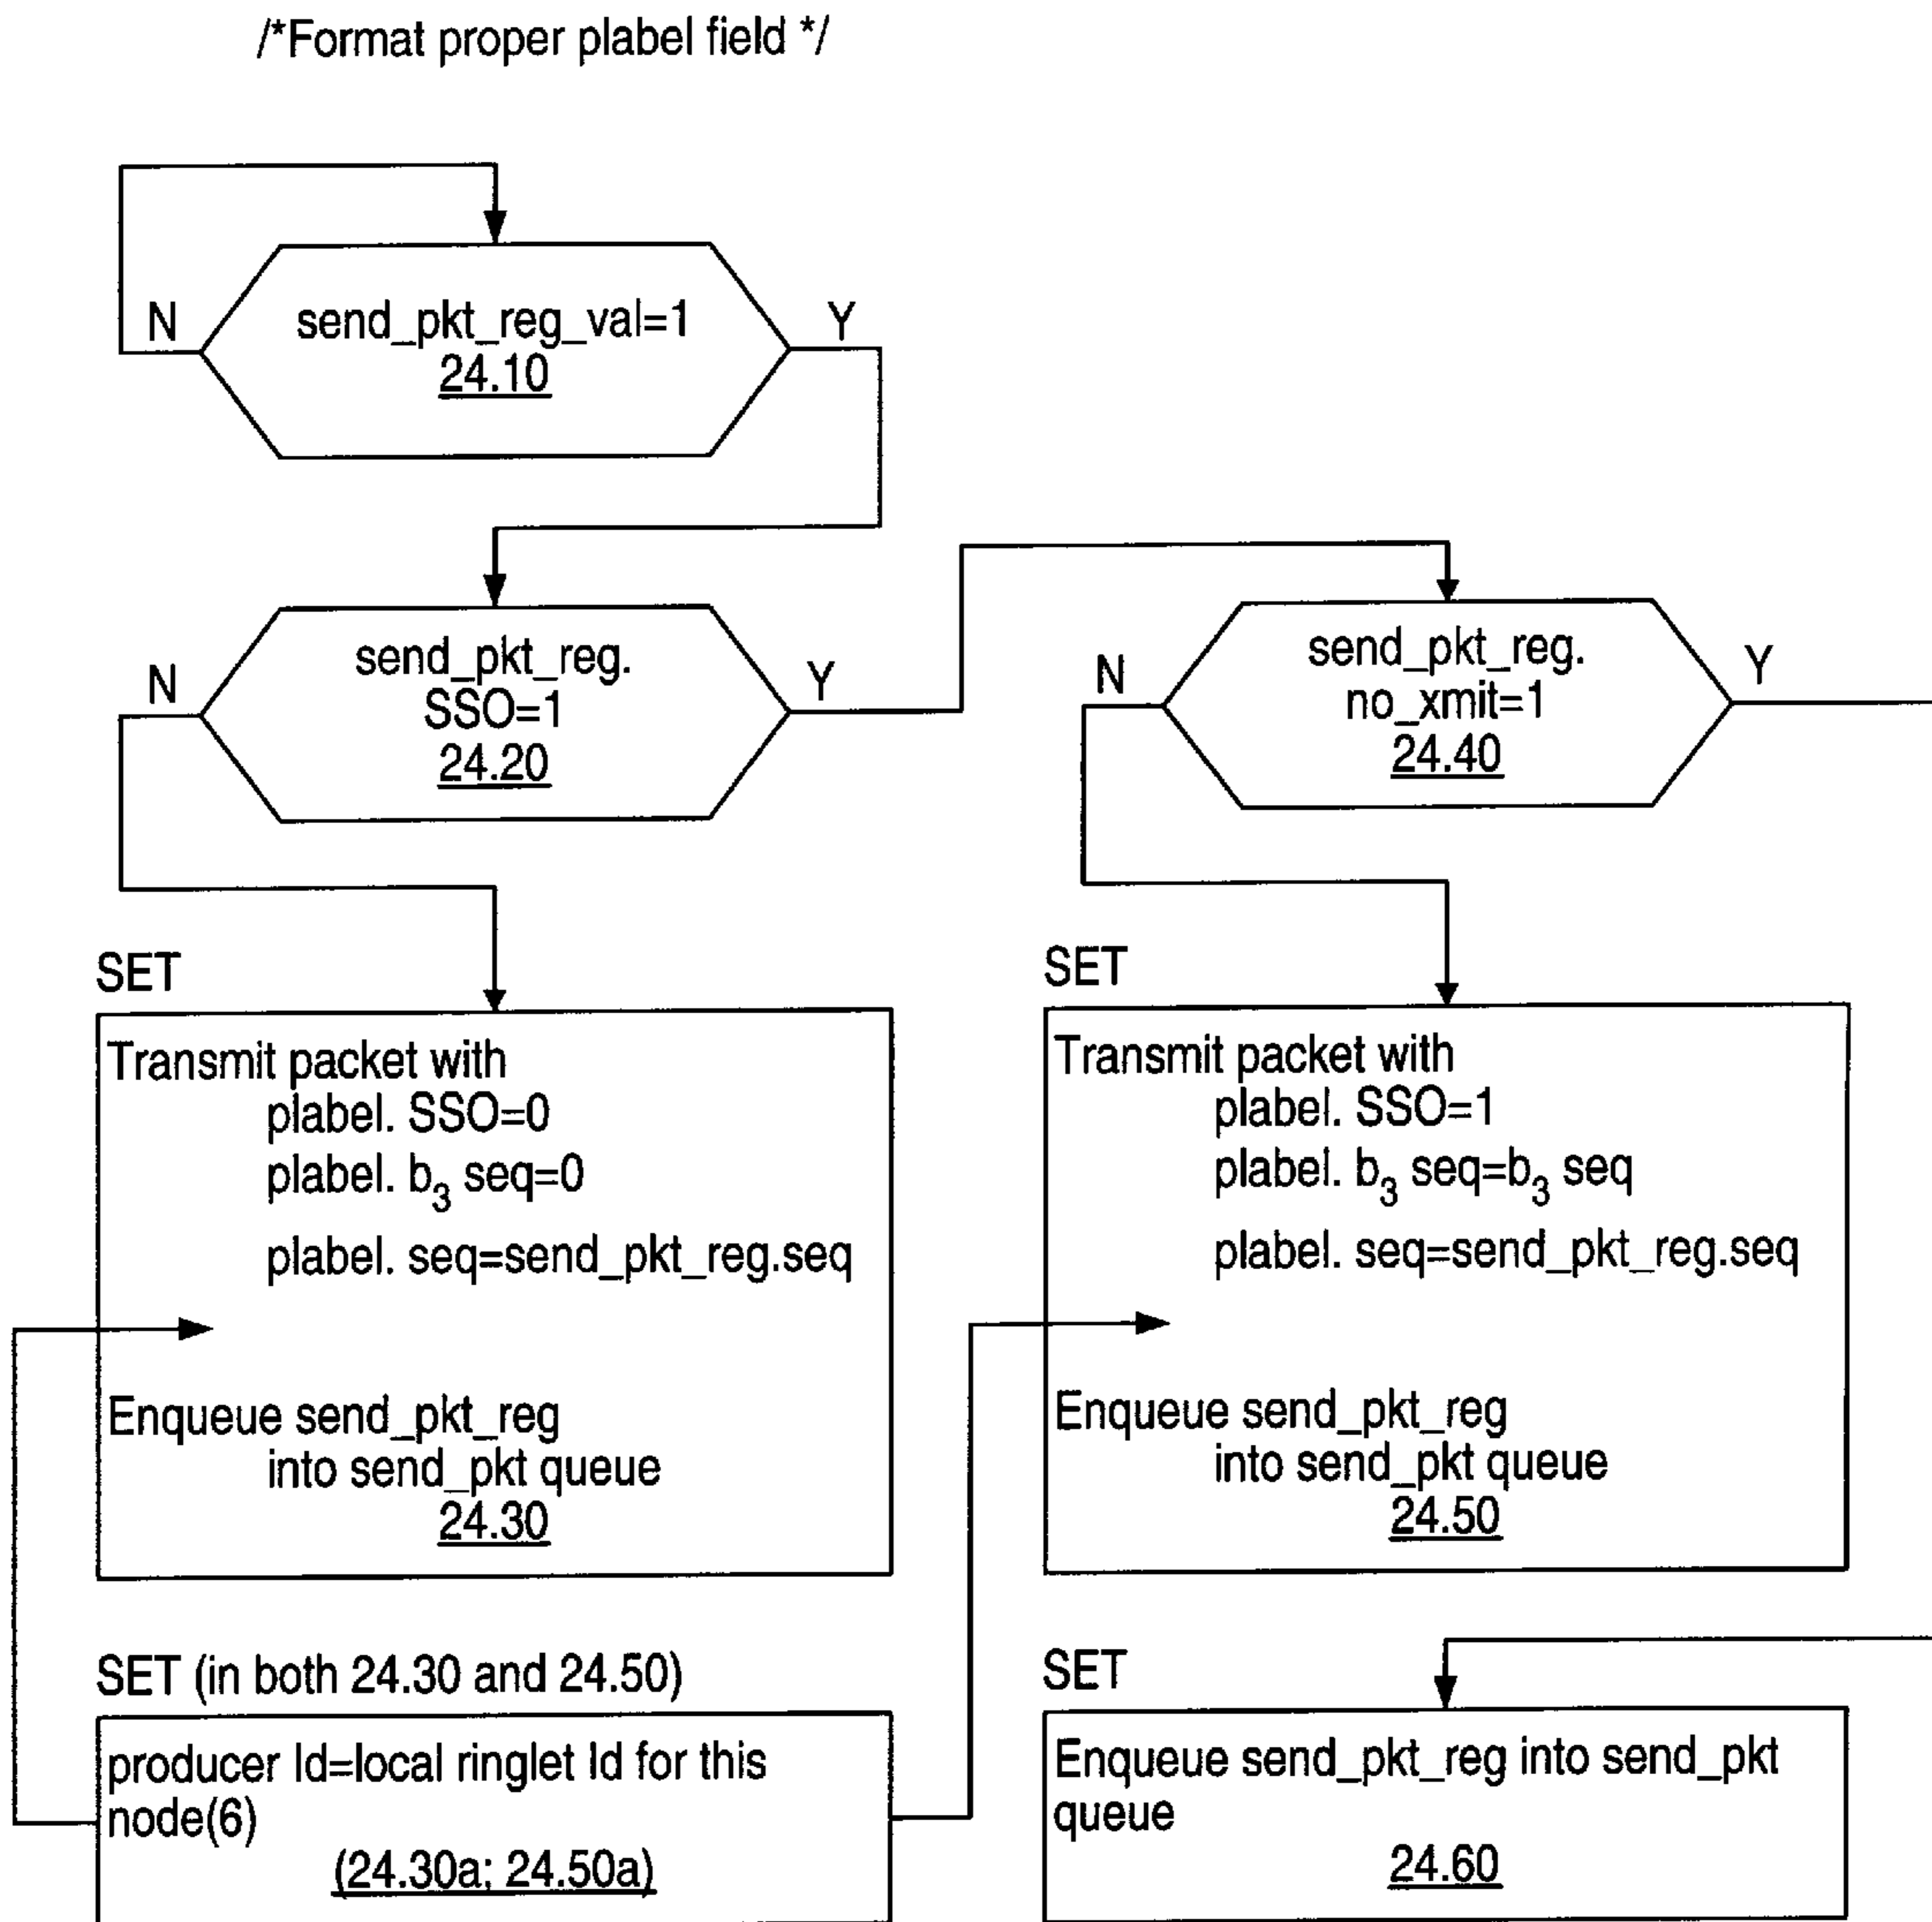 /*Format proper plabel field */
N
send_pkt_reg_val=1
Y
24.10
N
send_pkt_reg.
Y
SSO=1
24.20
N
send_pkt_reg.
Y
no_xmit=1
24.40
SET
Transmit packet with
plabel. SSO=0
plabel. b₃ seq=0
plabel. seq=send_pkt_reg.seq
Enqueue send_pkt_reg
into send_pkt queue
24.30
SET
Transmit packet with
plabel. SSO=1
plabel. b₃ seq=b₃ seq
plabel. seq=send_pkt_reg.seq
Enqueue send_pkt_reg
into send_pkt queue
24.50
SET (in both 24.30 and 24.50)
producer Id=local ringlet Id for this
node(6)
(24.30a; 24.50a)
SET
Enqueue send_pkt_reg into send_pkt
queue
24.60